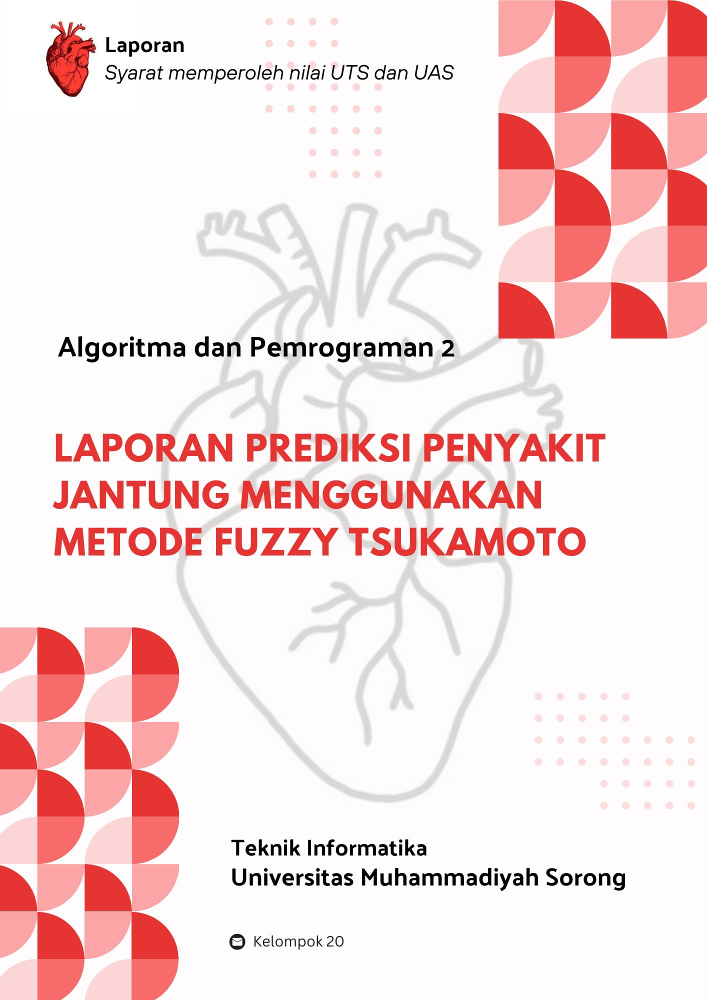 Laporan
Syarat memperoleh nilai UTS dan UAS
Algoritma dan Pemrograman 2
LAPORAN PREDIKSI PENYAKIT
JANTUNG MENGGUNAKAN
METODE FUZZY TSUKAMOTO
Teknik Informatika
Universitas Muhammadiyah Sorong
Kelompok 20